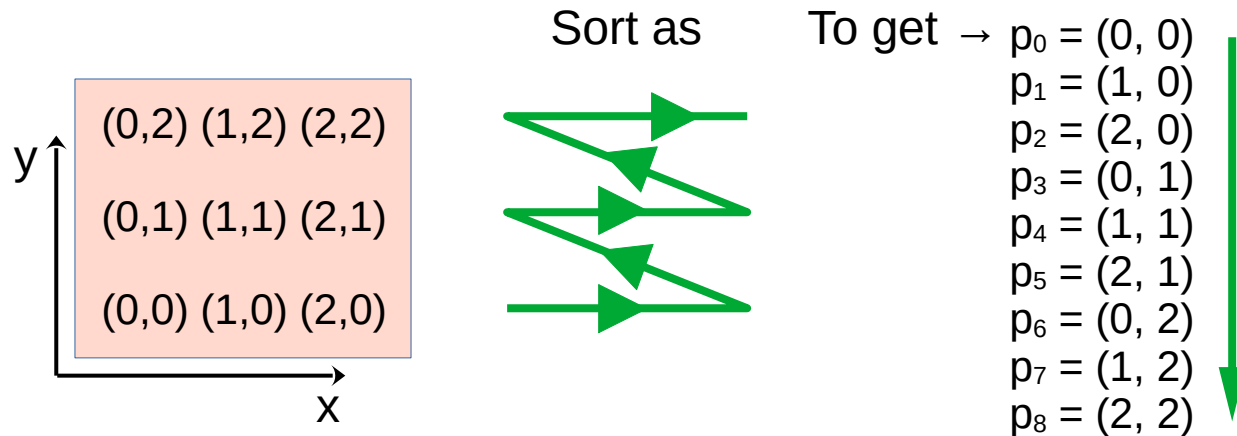 Sort as
To get → p₀ = (0, 0)
p₁ = (1, 0)
p₂ = (2, 0)
p₃ = (0, 1)
p₄ = (1, 1)
p₅ = (2, 1)
p₆ = (0, 2)
p₇ = (1, 2)
p₈ = (2, 2)
y
(0,2) (1,2) (2,2)
(0,1) (1,1) (2,1)
(0,0) (1,0) (2,0)
x